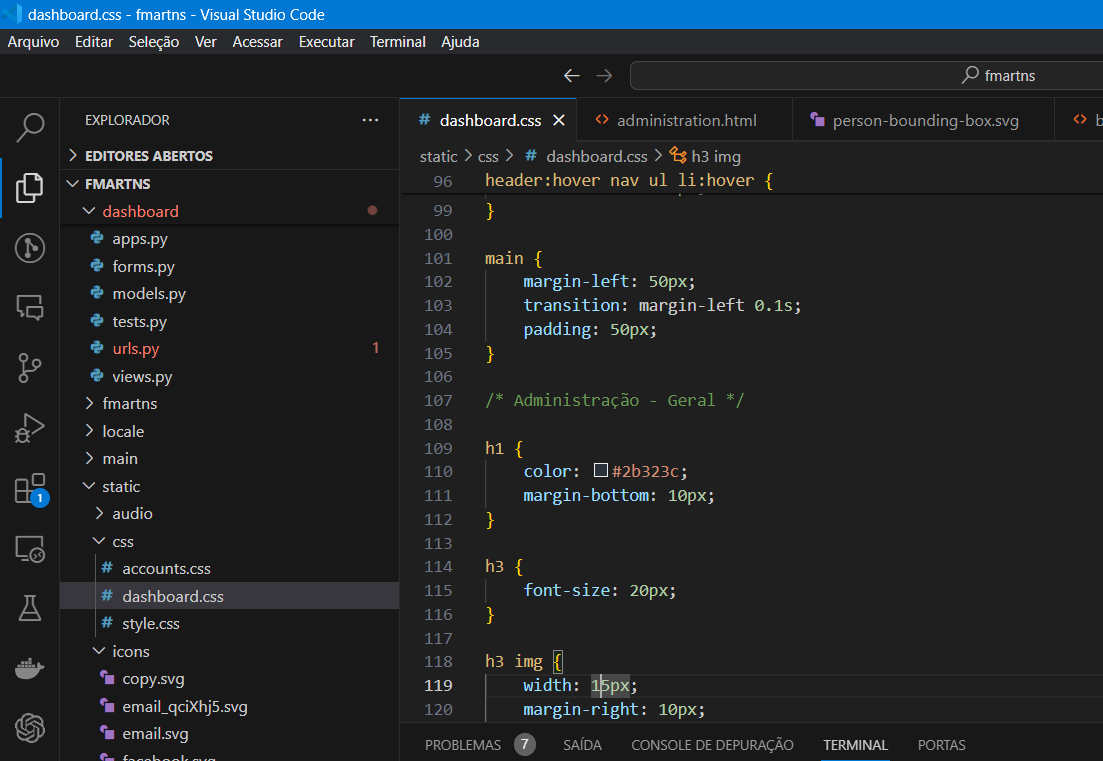 dashboard.css - fmartns - Visual Studio Code
Arquivo Editar Seleção Ver Acessar Executar Terminal Ajuda
fmartns
EXPLORADOR
EDITORES ABERTOS
FMARTNS
dashboard
apps.py
forms.py
models.py
tests.py
urls.py 1
views.py
fmartns
locale
main
static
audio
css
# accounts.css
# dashboard.css
# style.css
icons
copy.svg
email_qciXhj5.svg
email.svg
facebook.svg
1
# dashboard.css
administration.html
person-bounding-box.svg
static > css > # dashboard.css > h3 img
96 header:hover nav ul li:hover {
99 }
100
101 main {
102 margin-left: 50px;
103 transition: margin-left 0.1s;
104 padding: 50px;
105 }
106
107 /* Administração - Geral */
108
109 h1 {
110 color: #2b323c;
111 margin-bottom: 10px;
112 }
113
114 h3 {
115 font-size: 20px;
116 }
117
118 h3 img {
119 width: 15px;
120 margin-right: 10px;
PROBLEMAS 7 SAÍDA CONSOLE DE DEPURAÇÃO TERMINAL PORTAS